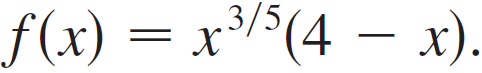 f(x) = x^{3/5}(4 − x).